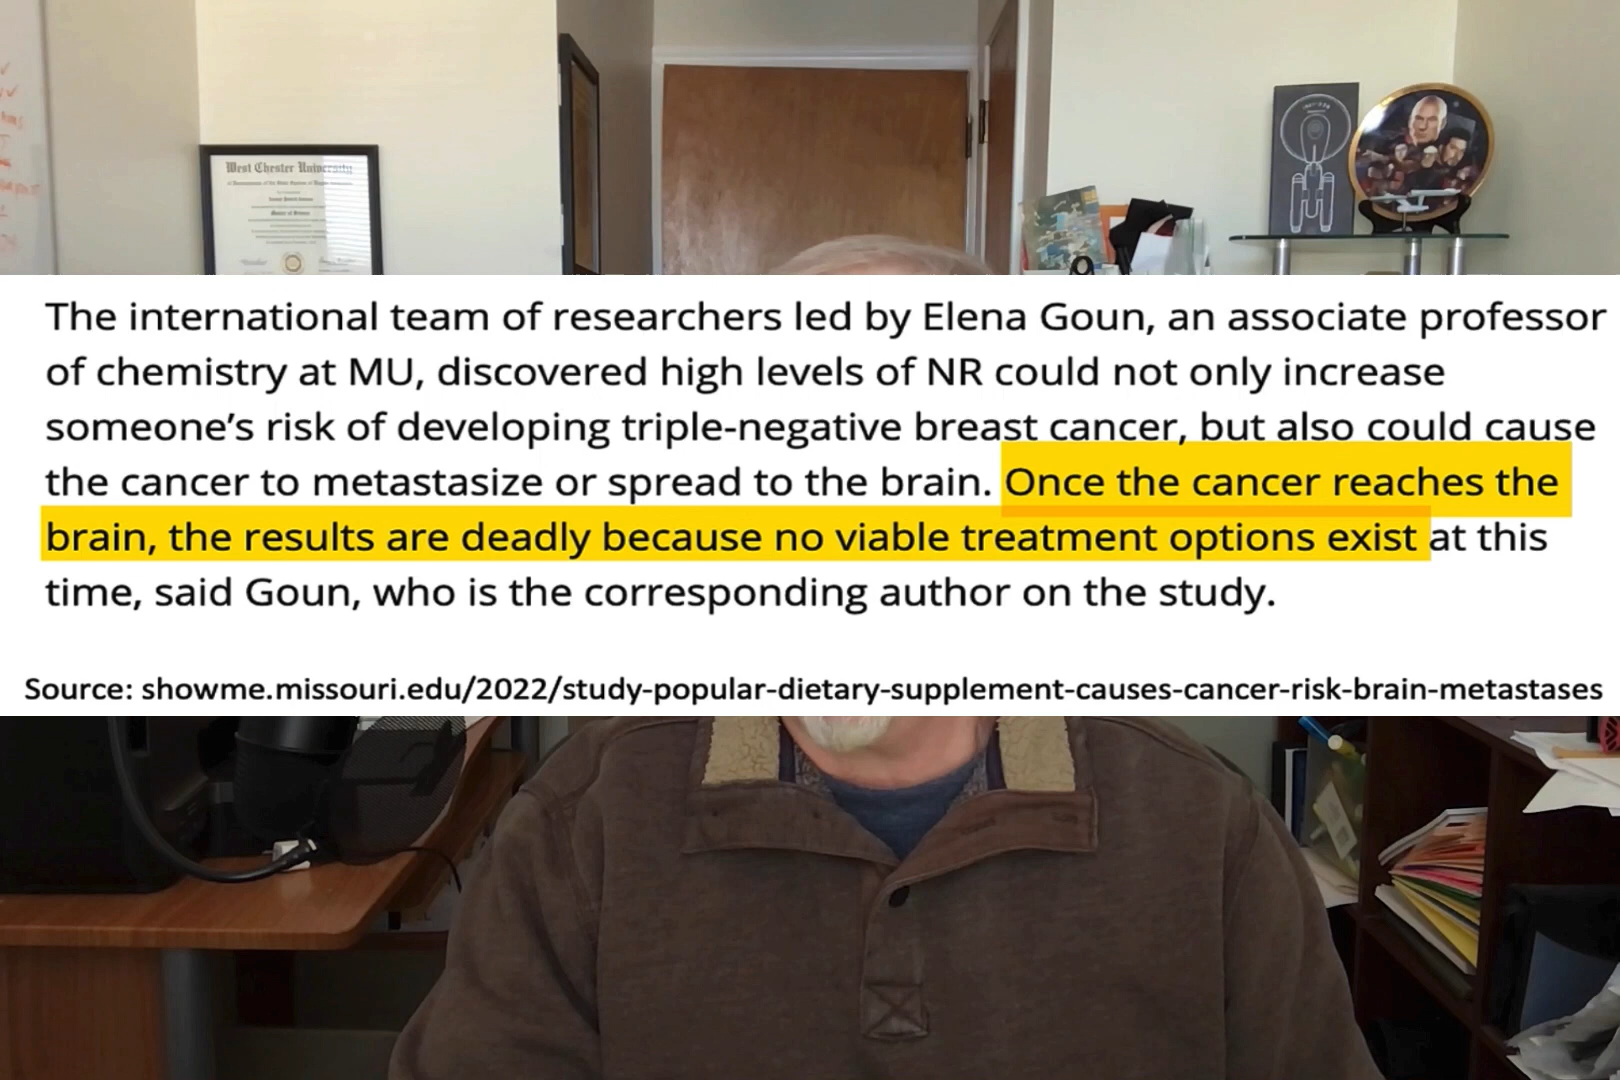 West Chester University
Master of Science
The international team of researchers led by Elena Goun, an associate professor
of chemistry at MU, discovered high levels of NR could not only increase
someone’s risk of developing triple-negative breast cancer, but also could cause
the cancer to metastasize or spread to the brain. Once the cancer reaches the
brain, the results are deadly because no viable treatment options exist at this
time, said Goun, who is the corresponding author on the study.
Source: showme.missouri.edu/2022/study-popular-dietary-supplement-causes-cancer-risk-brain-metastases